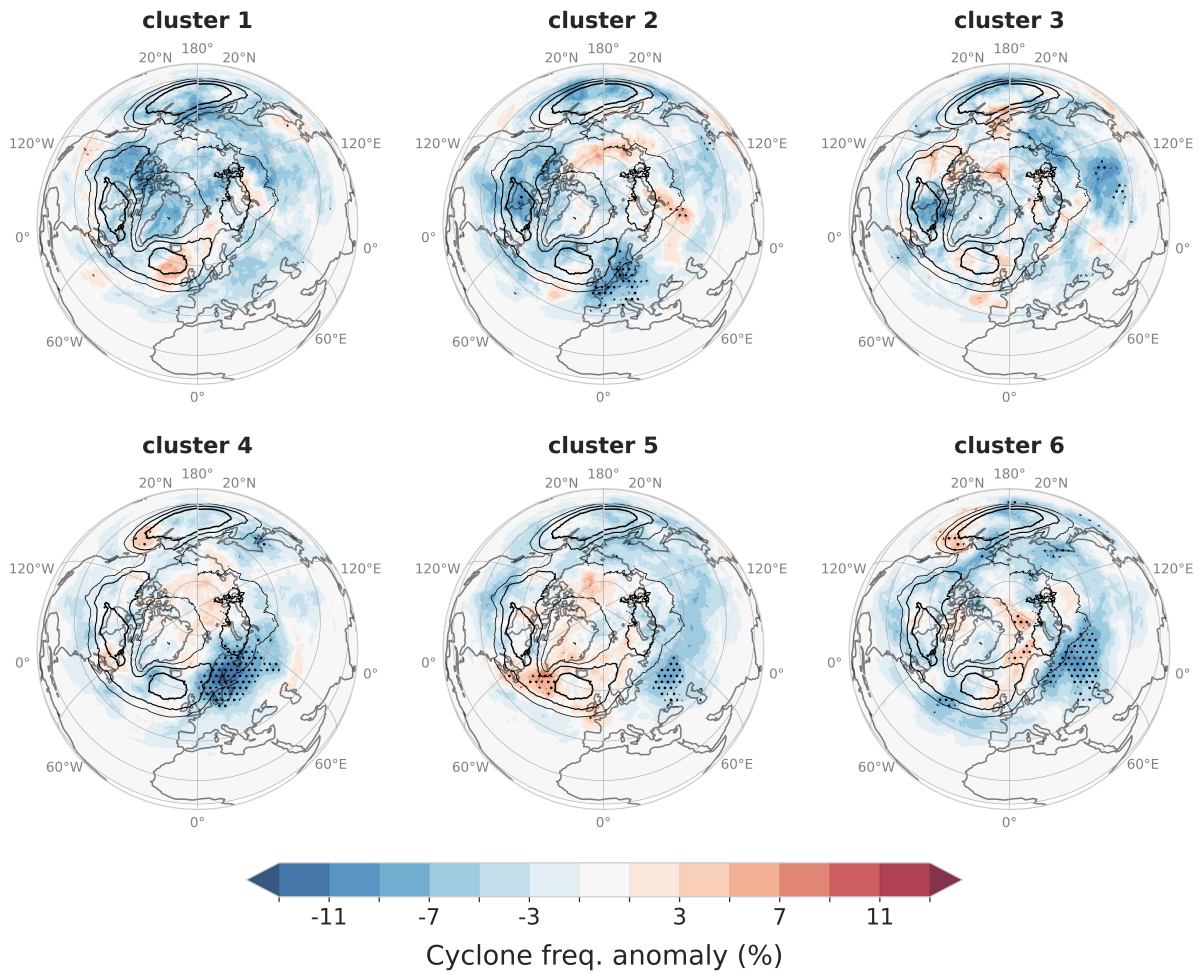 cluster 1 cluster 2 cluster 3
20°N 180° 20°N 20°N 180° 20°N 20°N 180° 20°N
120°W 120°E 120°W 120°E 120°W 120°E
0° 0° 0° 0° 0° 0°
60°W 60°E 60°W 60°E 60°W 60°E
0° 0° 0°
cluster 4 cluster 5 cluster 6
20°N 180° 20°N 20°N 180° 20°N 20°N 180° 20°N
120°W 120°E 120°W 120°E 120°W 120°E
0° 0° 0° 0° 0° 0°
60°W 60°E 60°W 60°E 60°W 60°E
0° 0° 0°
-11 -7 -3 3 7 11
Cyclone freq. anomaly (%)